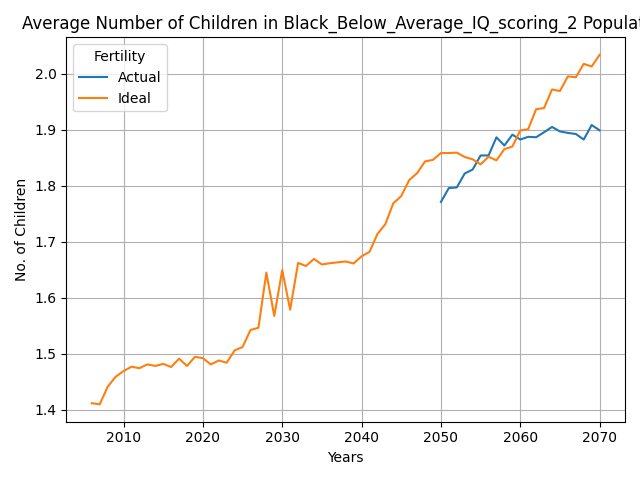 Average Number of Children in Black_Below_Average_IQ_scoring_2 Populat
Fertility
Actual
Ideal
No. of Children
2.0
1.9
1.8
1.7
1.6
1.5
1.4
2010 2020 2030 2040 2050 2060 2070
Years